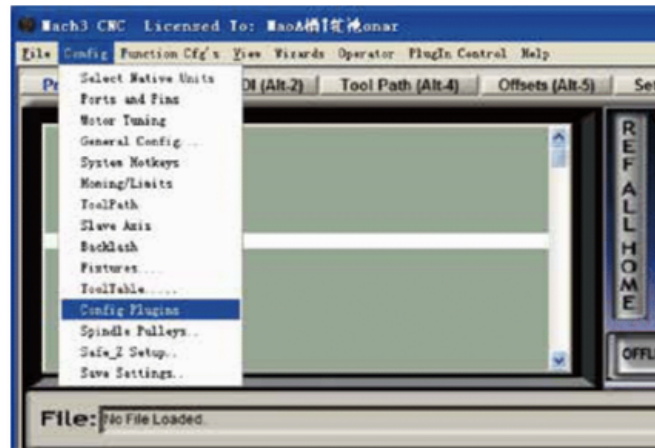 Mach3 CNC Licensed To:
File Config Function Cfg's View Wizards Operator PlugIn Control Help
Pr DI (Alt-2) Tool Path (Alt-4) Offsets (Alt-5) Set
Select Native Units
Ports and Pins
Motor Tuning
General Config...
System Hotkeys
Homing/Limits
ToolPath
Slave Axis
Backlash
Fixtures....
ToolTable.....
Config Plugins
Spindle Pulleys..
Safe_Z Setup..
Save Settings..
REF ALL HOME
OFFL
File: No File Loaded.